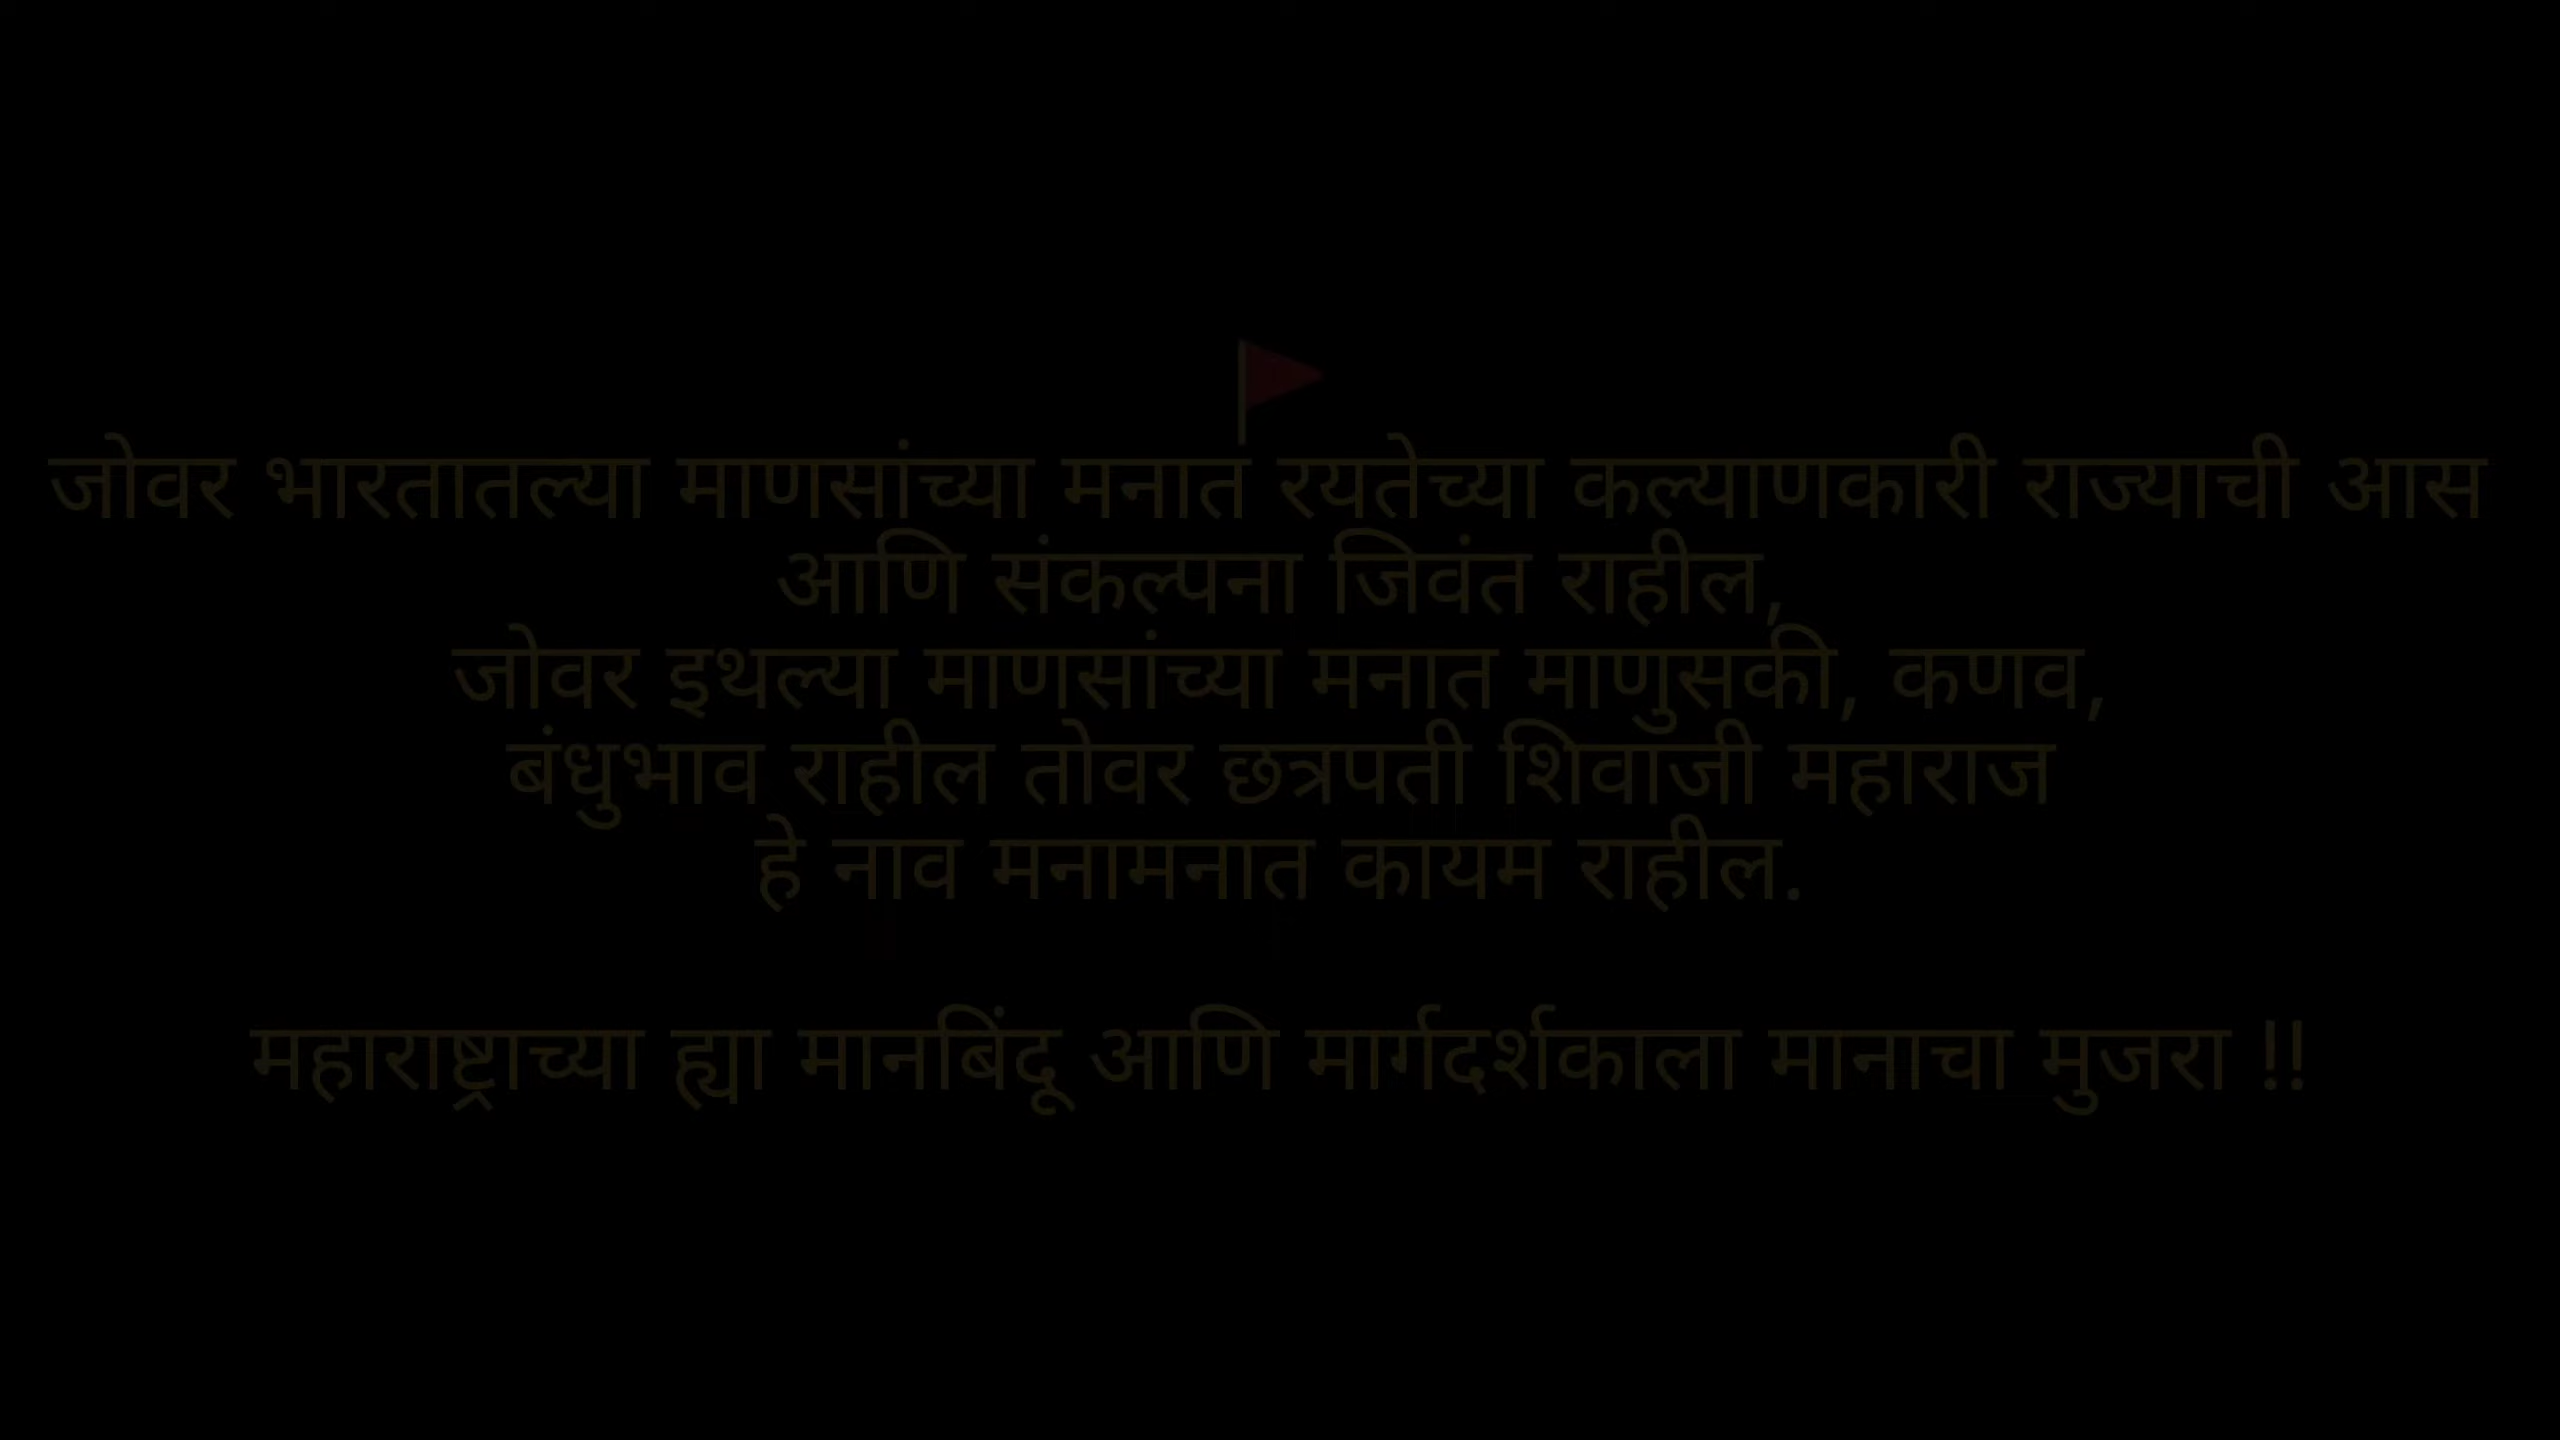 जोवर भारतातल्या माणसांच्या मनात रयतेच्या कल्याणकारी राज्याची आस
आणि संकल्पना जिवंत राहील,
जोवर इथल्या माणसांच्या मनात माणुसकी, कणव,
बंधुभाव राहील तोवर छत्रपती शिवाजी महाराज
हे नाव मनामनात कायम राहील.
महाराष्ट्राच्या ह्या मानबिंदू आणि मार्गदर्शकाला मानाचा मुजरा !!